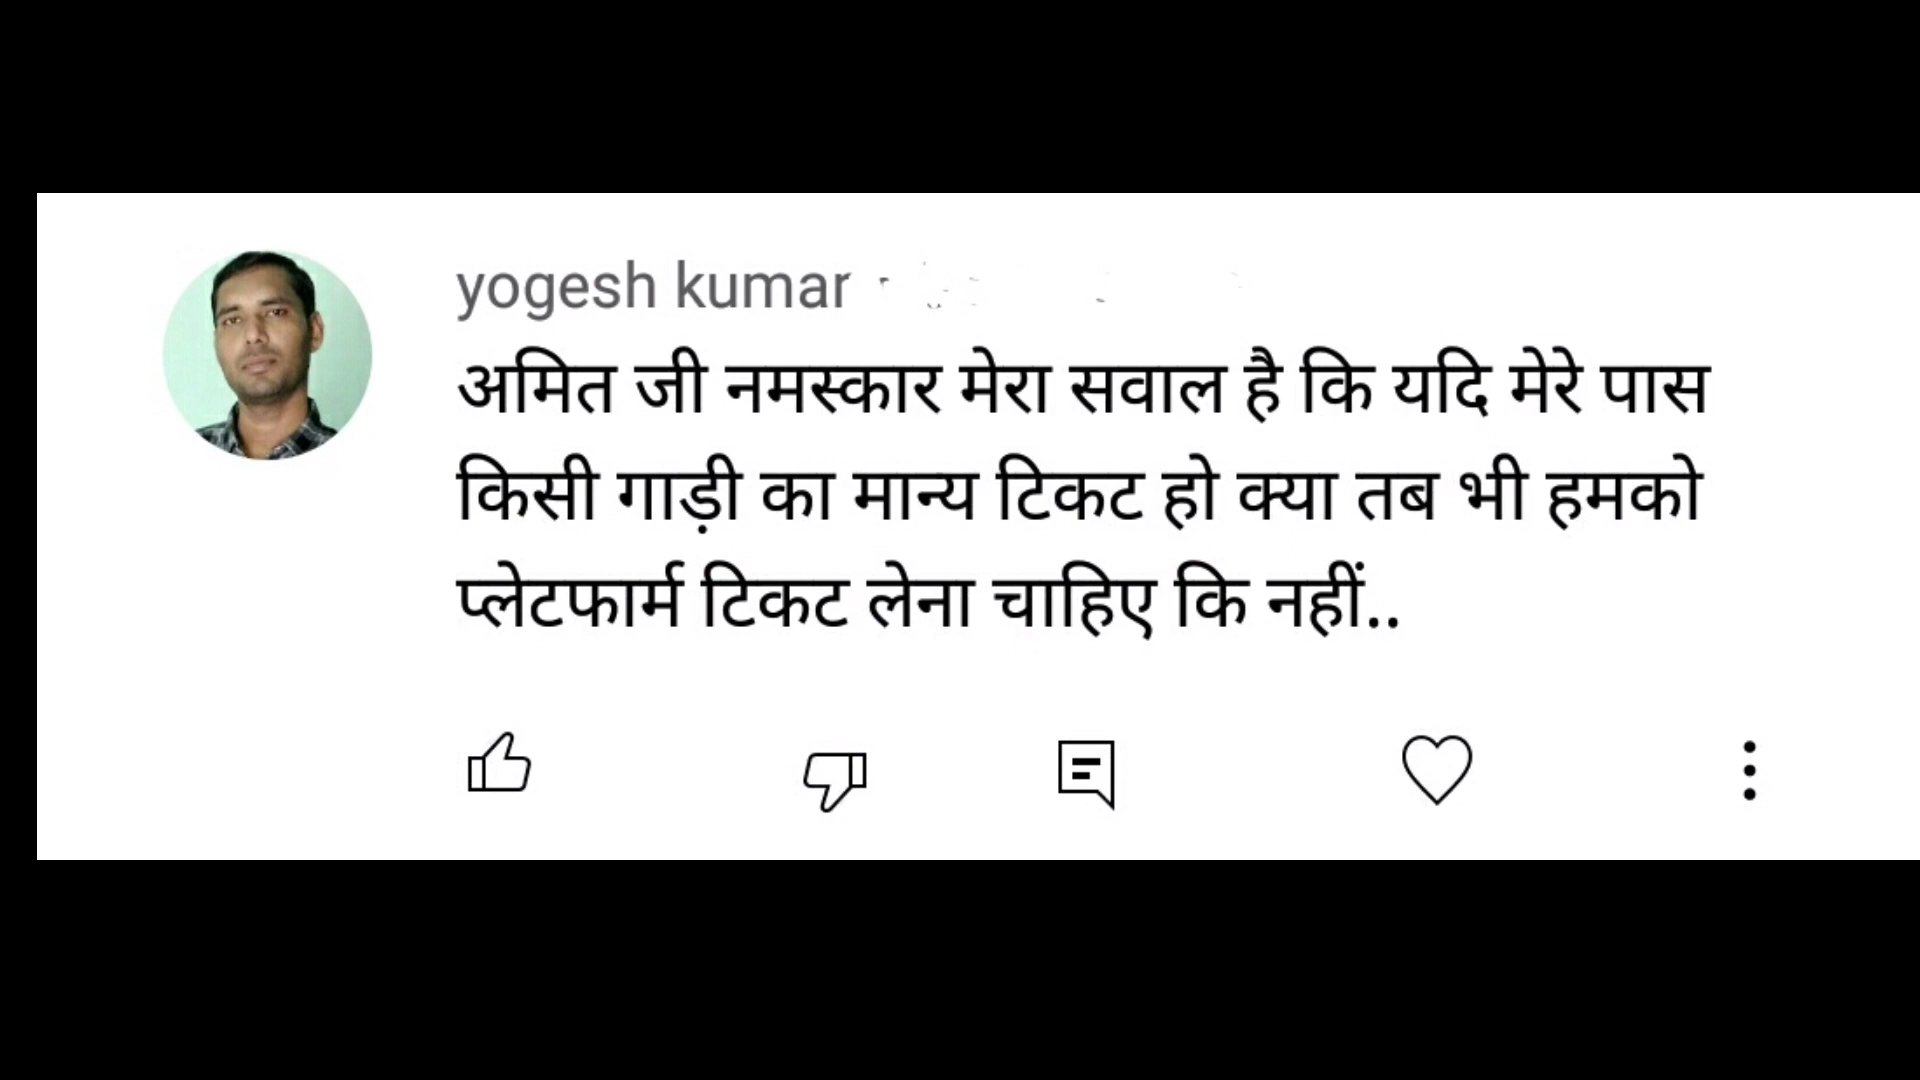 yogesh kumar
अमित जी नमस्कार मेरा सवाल है कि यदि मेरे पास
किसी गाड़ी का मान्य टिकट हो क्या तब भी हमको
प्लेटफार्म टिकट लेना चाहिए कि नहीं..